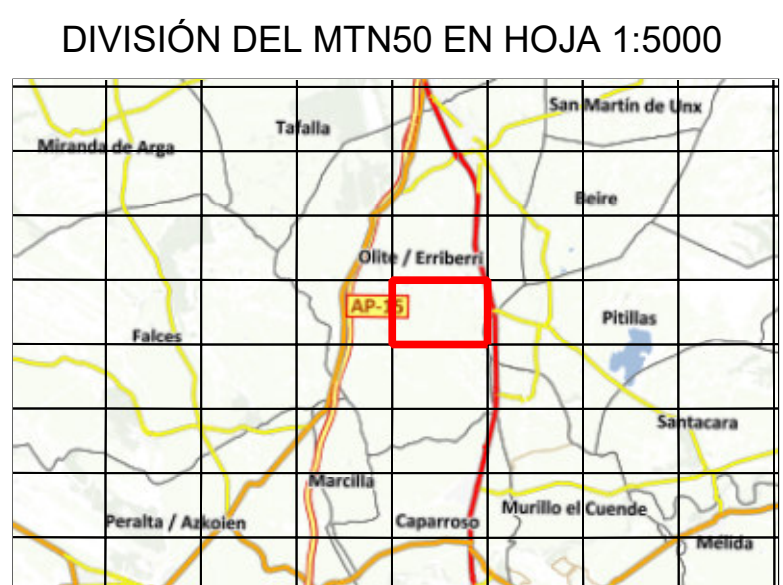 DIVISIÓN DEL MTN50 EN HOJA 1:5000
San Martín de Unx
Tafalla
Miranda de Arga
Beire
Olite / Erriberri
AP-15
Pitillas
Falces
Santacara
Marcilla
Murillo el Cuende
Peralta / Azkoien
Caparroso
Mélida